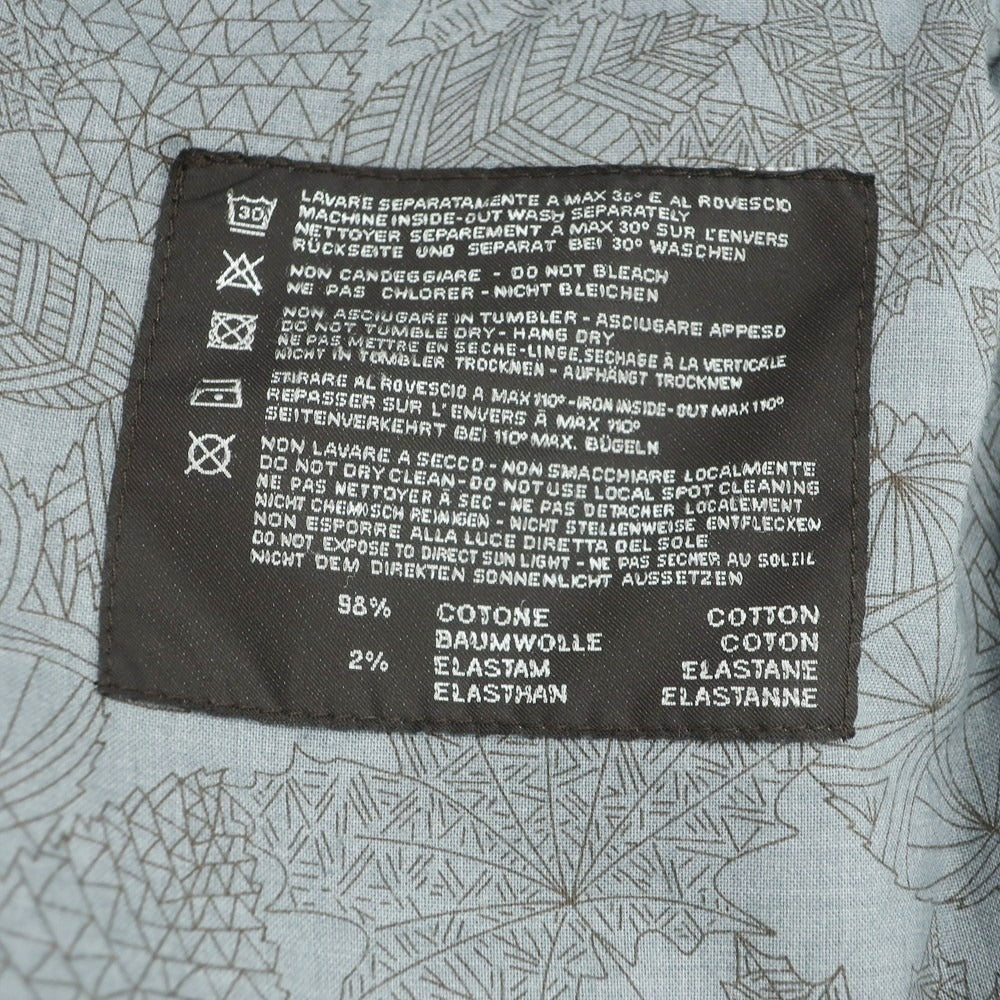 30
LAVARE SEPARATAMENTE A MAX 30° E AL ROVESCIO
MACHINE INSIDE-OUT WASH SEPARATELY
NETTOYER SEPAREMENT A MAX 30° SUR L'ENVERS
RÜCKSEITE UND SEPARAT BEI 30° WASCHEN
NON CANDEGGIARE - DO NOT BLEACH
NE PAS CHLORER - NICHT BLEICHEN
NON ASCIUGARE IN TUMBLER - ASCIUGARE APPESO
DO NOT TUMBLE DRY - HANG DRY
NE PAS METTRE EN SECHE-LINGE, SECHAGE À LA VERTICALE
NICHT IN TUMBLER TROCKNEN - AUFHÄNGT TROCKNEN
STIRARE AL ROVESCIO A MAX 110° - IRON INSIDE-OUT MAX 110°
REPASSER SUR L'ENVERS À MAX 110°
SEITENVERKEHRT BEI 110° MAX. BÜGELN
NON LAVARE A SECCO - NON SMACCHIARE LOCALMENTE
DO NOT DRY CLEAN - DO NOT USE LOCAL SPOT CLEANING
NE PAS NETTOYER À SEC - NE PAS DETACHER LOCALEMENT
NICHT CHEMISCH REINIGEN - NICHT STELLENWEISE ENTFLECKEN
NON ESPORRE ALLA LUCE DIRETTA DEL SOLE
DO NOT EXPOSE TO DIRECT SUN LIGHT - NE PAS SECHER AU SOLEIL
NICHT DEM DIREKTEN SONNENLICHT AUSSETZEN
98% COTONE COTTON
BAUMWOLLE COTON
2% ELASTAM ELASTANE
ELASTHAN ELASTANNE